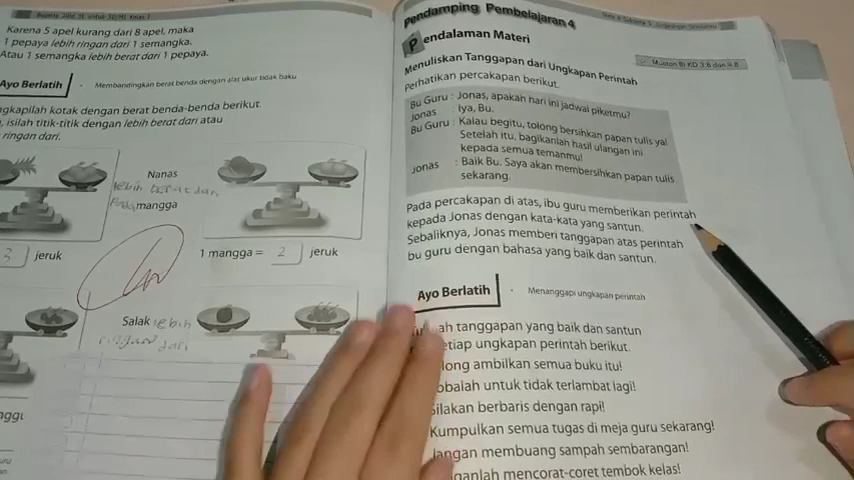 Karena 5 apel kurang dari 8 apel, maka
1 pepaya lebih ringan dari 1 semangka.
Atau 1 semangka lebih berat dari 1 pepaya.
Ayo Berlatih
Membandingkan berat benda dengan alat ukur tidak baku
ngkapilah kotak dengan berat benda-benda berikut.
, isilah titik-titik dengan lebih berat dari atau
ringan dari.
Nanas
lebih berat dari
pada mangga
3 jeruk
1 mangga = 2 jeruk
Salak lebih
ringan dari
Pendamping Pembelajaran 4
Pendalaman Materi
Menuliskan Tanggapan dari Ungkapan Perintah
Perhatikan percakapan berikut.
Bu Guru : Jonas, apakah hari ini jadwal piketmu?
Jonas : Iya, Bu.
Bu Guru : Kalau begitu, tolong bersihkan papan tulis ya!
Setelah itu, bagikanlah hasil ulangan ini
kepada semua temanmu!
Jonas : Baik Bu. Saya akan membersihkan papan tulis
sekarang.
Pada percakapan di atas, ibu guru memberikan perintah
kepada Jonas dengan kata-kata yang santun.
Sebaliknya, Jonas memberi tanggapan atas perintah
bu guru dengan bahasa yang baik dan santun.
Ayo Berlatih
Menanggapi ungkapan perintah
ah tanggapan yang baik dan santun
etiap ungkapan perintah berikut.
long ambilkan semua buku itu!
obalah untuk tidak terlambat lagi!
Silakan berbaris dengan rapi!
Kumpulkan semua tugas di meja guru sekarang!
Jangan membuang sampah sembarangan!
nganlah mencorat-coret tembok kelas!